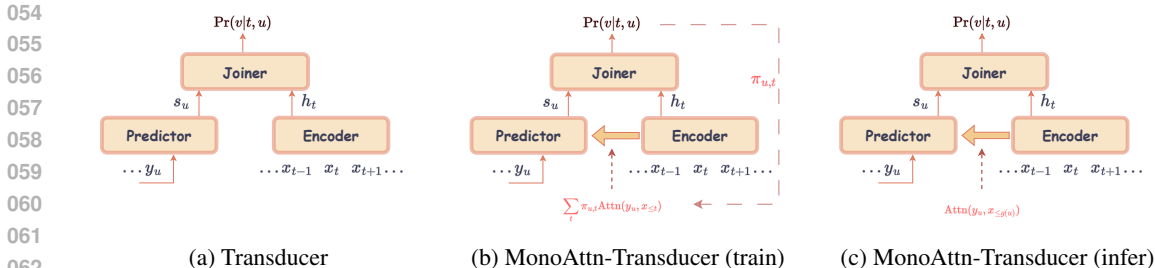 054
055
056
057
058
059
060
061
062
Pr(v|t, u)
Joiner
s_u h_t
Predictor Encoder
... y_u ... x_{t−1} x_t x_{t+1} ...
(a) Transducer
Pr(v|t, u)
Joiner
π_{u,t}
s_u h_t
Predictor Encoder
... y_u ... x_{t−1} x_t x_{t+1} ...
∑_t π_{u,t}Attn(y_u, x_{≤t})
(b) MonoAttn-Transducer (train)
Pr(v|t, u)
Joiner
s_u h_t
Predictor Encoder
... y_u ... x_{t−1} x_t x_{t+1} ...
Attn(y_u, x_{≤g(u)})
(c) MonoAttn-Transducer (infer)